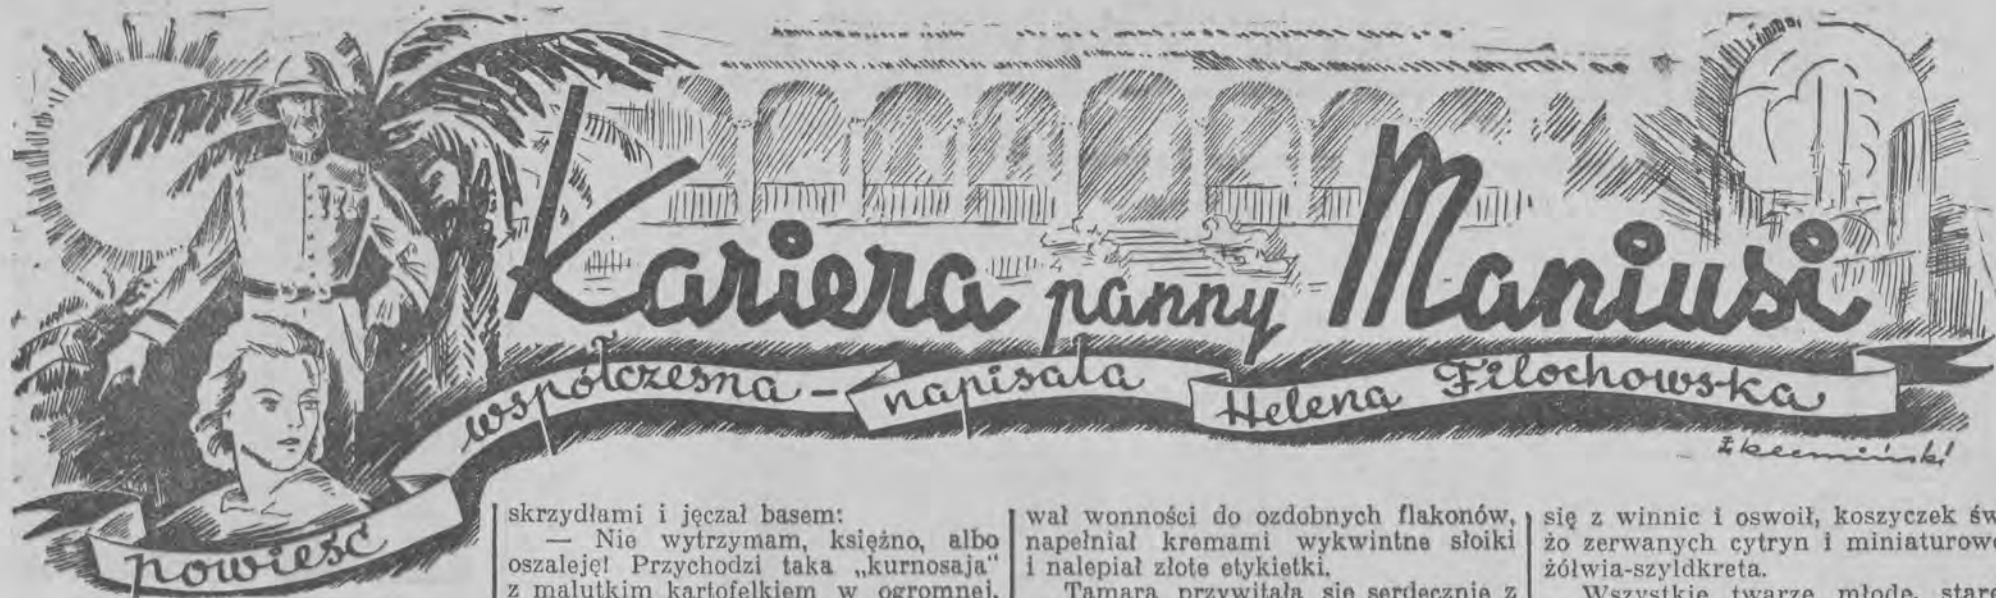 Kariera panny Maniusi
powieść współczesna – napisała Helena Filochowska
skrzydłami i jęczał basem:
— Nie wytrzymam, księżno, albo
oszaleję! Przychodzi taka „kurnosaja"
z malutkim kartofelkiem w ogromnej,
wał wonności do ozdobnych flakonów,
napełniał kremami wykwintne słoiki
i nalepiał złote etykietki.
Tamara przywitała się serdecznie z
się z winnic i oswoił, koszyczek św
żo zerwanych cytryn i miniaturowe
żółwia-szyldkreta.
Wszystkie twarze młode, stare